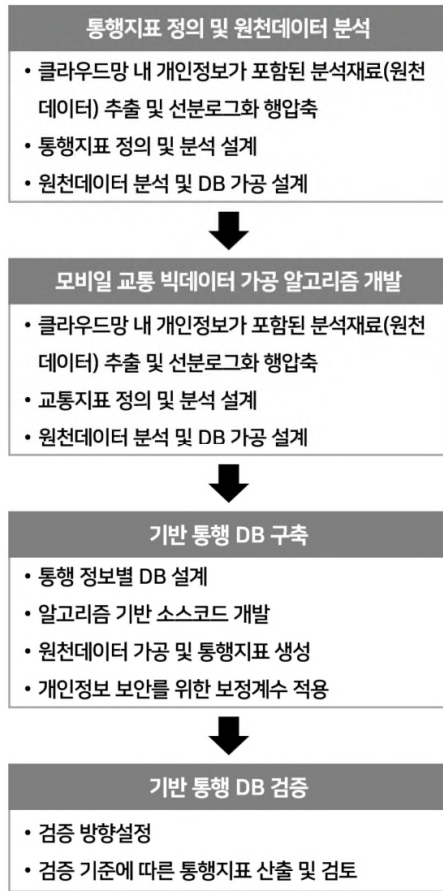 통행지표 정의 및 원천데이터 분석
• 클라우드망 내 개인정보가 포함된 분석재료(원천
데이터) 추출 및 선분로그화 행압축
• 통행지표 정의 및 분석 설계
• 원천데이터 분석 및 DB 가공 설계
모비일 교통 빅데이터 가공 알고리즘 개발
• 클라우드망 내 개인정보가 포함된 분석재료(원천
데이터) 추출 및 선분로그화 행압축
• 교통지표 정의 및 분석 설계
• 원천데이터 분석 및 DB 가공 설계
기반 통행 DB 구축
• 통행 정보별 DB 설계
• 알고리즘 기반 소스코드 개발
• 원천데이터 가공 및 통행지표 생성
• 개인정보 보안를 위한 보정계수 적용
기반 통행 DB 검증
• 검증 방향설정
• 검증 기준에 따른 통행지표 산출 및 검토